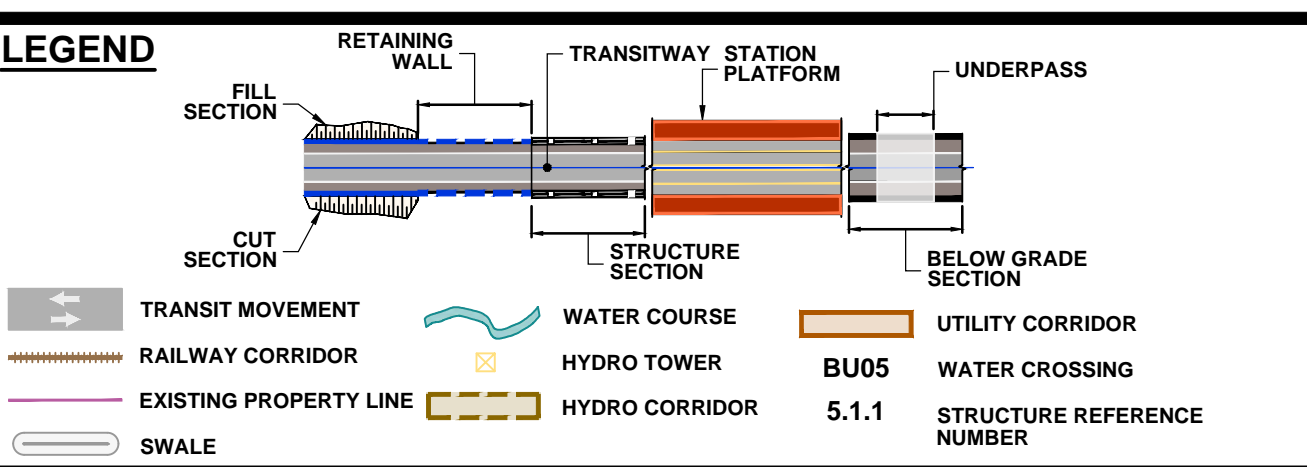 LEGEND
RETAINING
WALL
TRANSITWAY
STATION
PLATFORM
UNDERPASS
FILL
SECTION
CUT
SECTION
STRUCTURE
SECTION
BELOW GRADE
SECTION
TRANSIT MOVEMENT
RAILWAY CORRIDOR
EXISTING PROPERTY LINE
SWALE
WATER COURSE
HYDRO TOWER
HYDRO CORRIDOR
UTILITY CORRIDOR
BU05 WATER CROSSING
5.1.1 STRUCTURE REFERENCE
NUMBER